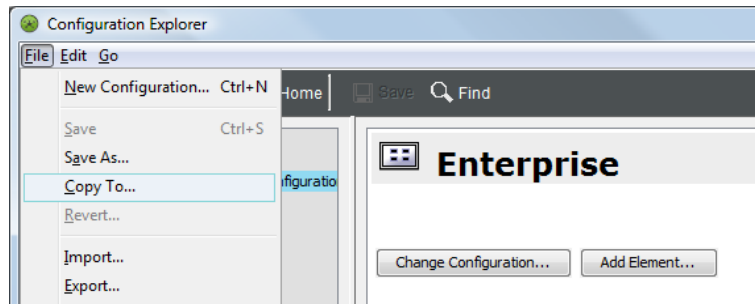 Configuration Explorer
File Edit Go
New Configuration... Ctrl+N
Home Save Find
Save Ctrl+S
Save As...
Enterprise
Copy To...
figuratio
Revert...
Import...
Change Configuration... Add Element...
Export...